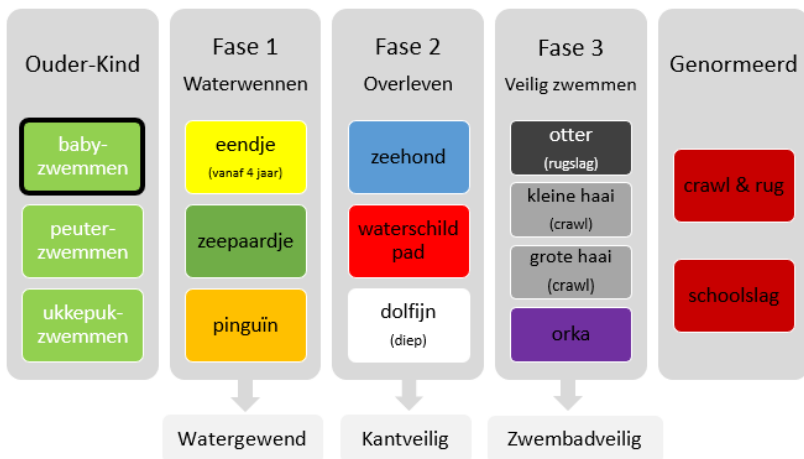 Ouder-Kind
baby-
zwemmen
peuter-
zwemmen
ukkepuk-
zwemmen
Fase 1
Waterwennen
eendje
(vanaf 4 jaar)
zeepaardje
pinguïn
Watergewend
Fase 2
Overleven
zeehond
waterschild
pad
dolfijn
(diep)
Kantveilig
Fase 3
Veilig zwemmen
otter
(rugslag)
kleine haai
(crawl)
grote haai
(crawl)
orka
Zwembadveilig
Genormeerd
crawl & rug
schoolslag